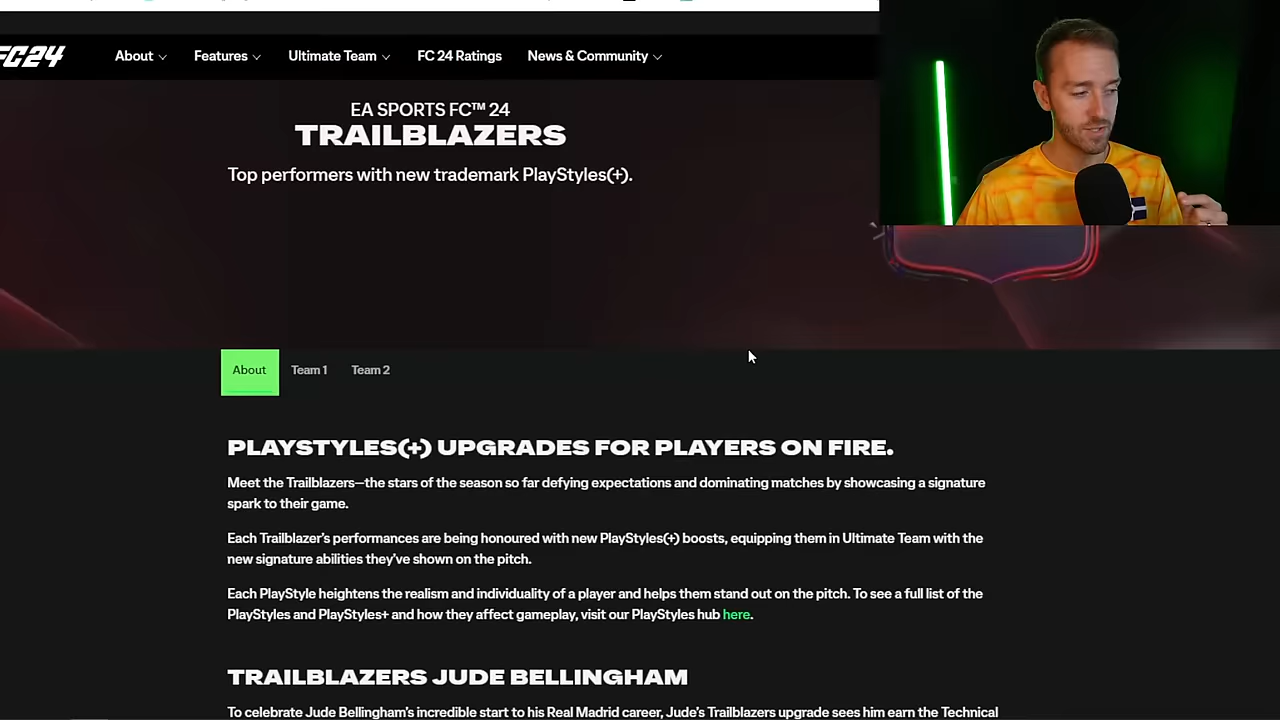 FC24
About
Features
Ultimate Team
FC 24 Ratings
News & Community
EA SPORTS FC™ 24
TRAILBLAZERS
Top performers with new trademark PlayStyles(+).
About
Team 1
Team 2
PLAYSTYLES(+) UPGRADES FOR PLAYERS ON FIRE.
Meet the Trailblazers—the stars of the season so far defying expectations and dominating matches by showcasing a signature
spark to their game.
Each Trailblazer's performances are being honoured with new PlayStyles(+) boosts, equipping them in Ultimate Team with the
new signature abilities they've shown on the pitch.
Each PlayStyle heightens the realism and individuality of a player and helps them stand out on the pitch. To see a full list of the
PlayStyles and PlayStyles+ and how they affect gameplay, visit our PlayStyles hub here.
TRAILBLAZERS JUDE BELLINGHAM
To celebrate Jude Bellingham's incredible start to his Real Madrid career, Jude's Trailblazers upgrade sees him earn the Technical